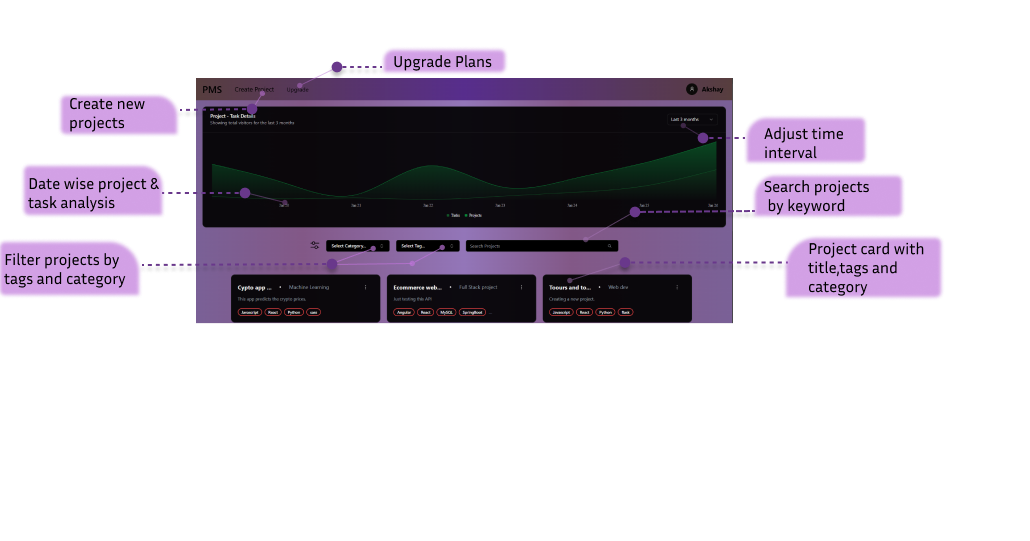 Upgrade Plans
PMS Create Project Upgrade Akshay
Create new
projects
Project - Task Details
Showing total visitors for the last 3 months
Last 3 months
Adjust time
interval
Date wise project &
task analysis
Search projects
by keyword
Tasks Projects
Filter projects by
tags and category
Select Category... Select Tag... Search Projects
Project card with
title,tags and
category
Cypto app ... • Machine Learning
This app predicts the crypto prices.
Javascript React Python
Ecommerce web... • Full Stack project
Just testing this API
Angular React MySQL SpringBoot ...
Toours and to... • Web dev
Creating a new project.
Javascript React Python Flask